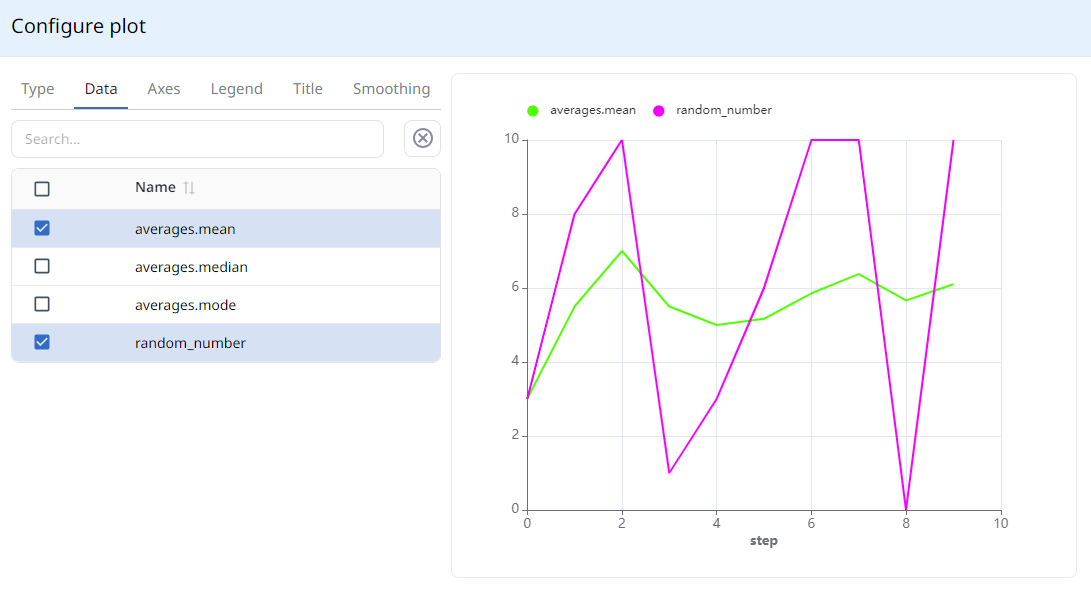 Configure plot
Type Data Axes Legend Title Smoothing
Search...
Name
averages.mean
averages.median
averages.mode
random_number
averages.mean random_number
10
8
6
4
2
0
0 2 4 6 8 10
step